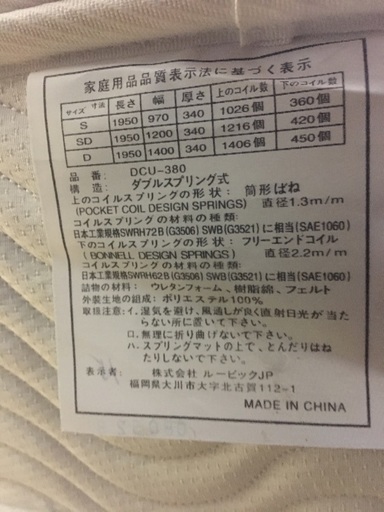 家庭用品品質表示法に基づく表示
サイズ 寸法 長さ 幅 厚さ 上のコイル数 下のコイル数
S 1950 970 340 1026個 360個
SD 1950 1200 340 1216個 420個
D 1950 1400 340 1406個 450個
品 番: DCU-380
構 造: ダブルスプリング式
上のコイルスプリングの形状: 筒形ばね
(POCKET COIL DESIGN SPRINGS) 直径1.3m/m
コイルスプリングの材料の種類:
日本工業規格SWRH72B(G3506) SWB(G3521)に相当(SAE1060)
下のコイルスプリングの形状: フリーエンドコイル
(BONNELL DESIGN SPRINGS) 直径2.2m/m
コイルスプリングの材料の種類:
日本工業規格SWRH62B(G3506) SWB(G3521)に相当(SAE1060)
詰物の材料: ウレタンフォーム、樹脂綿、フェルト
外装生地の組成: ポリエステル100%
取扱注意: イ. 湿気を避け、風通しが良く直射日光が当た
らない所に置いて下さい。
ロ. 無理に折り曲げないで下さい。
ハ. スプリングマットの上で、とんだりはね
たりしないで下さい。
表示者: 株式会社 ルービックJP
福岡県大川市大字北古賀112-1
MADE IN CHINA